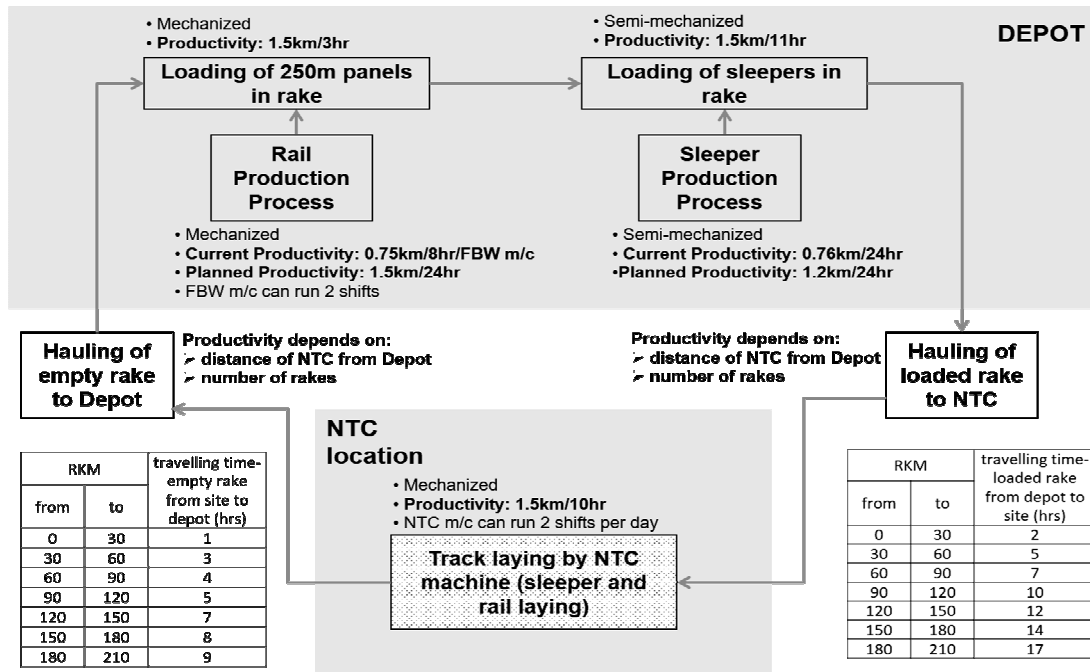 • Mechanized
• Productivity: 1.5km/3hr
Loading of 250m panels
in rake
Rail
Production
Process
• Mechanized
• Current Productivity: 0.75km/8hr/FBW m/c
• Planned Productivity: 1.5km/24hr
• FBW m/c can run 2 shifts
• Semi-mechanized
• Productivity: 1.5km/11hr
Loading of sleepers in
rake
Sleeper
Production
Process
• Semi-mechanized
• Current Productivity: 0.76km/24hr
•Planned Productivity: 1.2km/24hr
DEPOT
Hauling of
empty rake
to Depot
Productivity depends on:
➢ distance of NTC from Depot
➢ number of rakes
Productivity depends on:
➢ distance of NTC from Depot
➢ number of rakes
Hauling of
loaded rake
to NTC
NTC
location
• Mechanized
• Productivity: 1.5km/10hr
• NTC m/c can run 2 shifts per day
Track laying by NTC
machine (sleeper and
rail laying)
RKM travelling time-
empty rake
from site to
depot (hrs)
from to
0 30 1
30 60 3
60 90 4
90 120 5
120 150 7
150 180 8
180 210 9
RKM travelling time-
loaded rake
from depot to
site (hrs)
from to
0 30 2
30 60 5
60 90 7
90 120 10
120 150 12
150 180 14
180 210 17